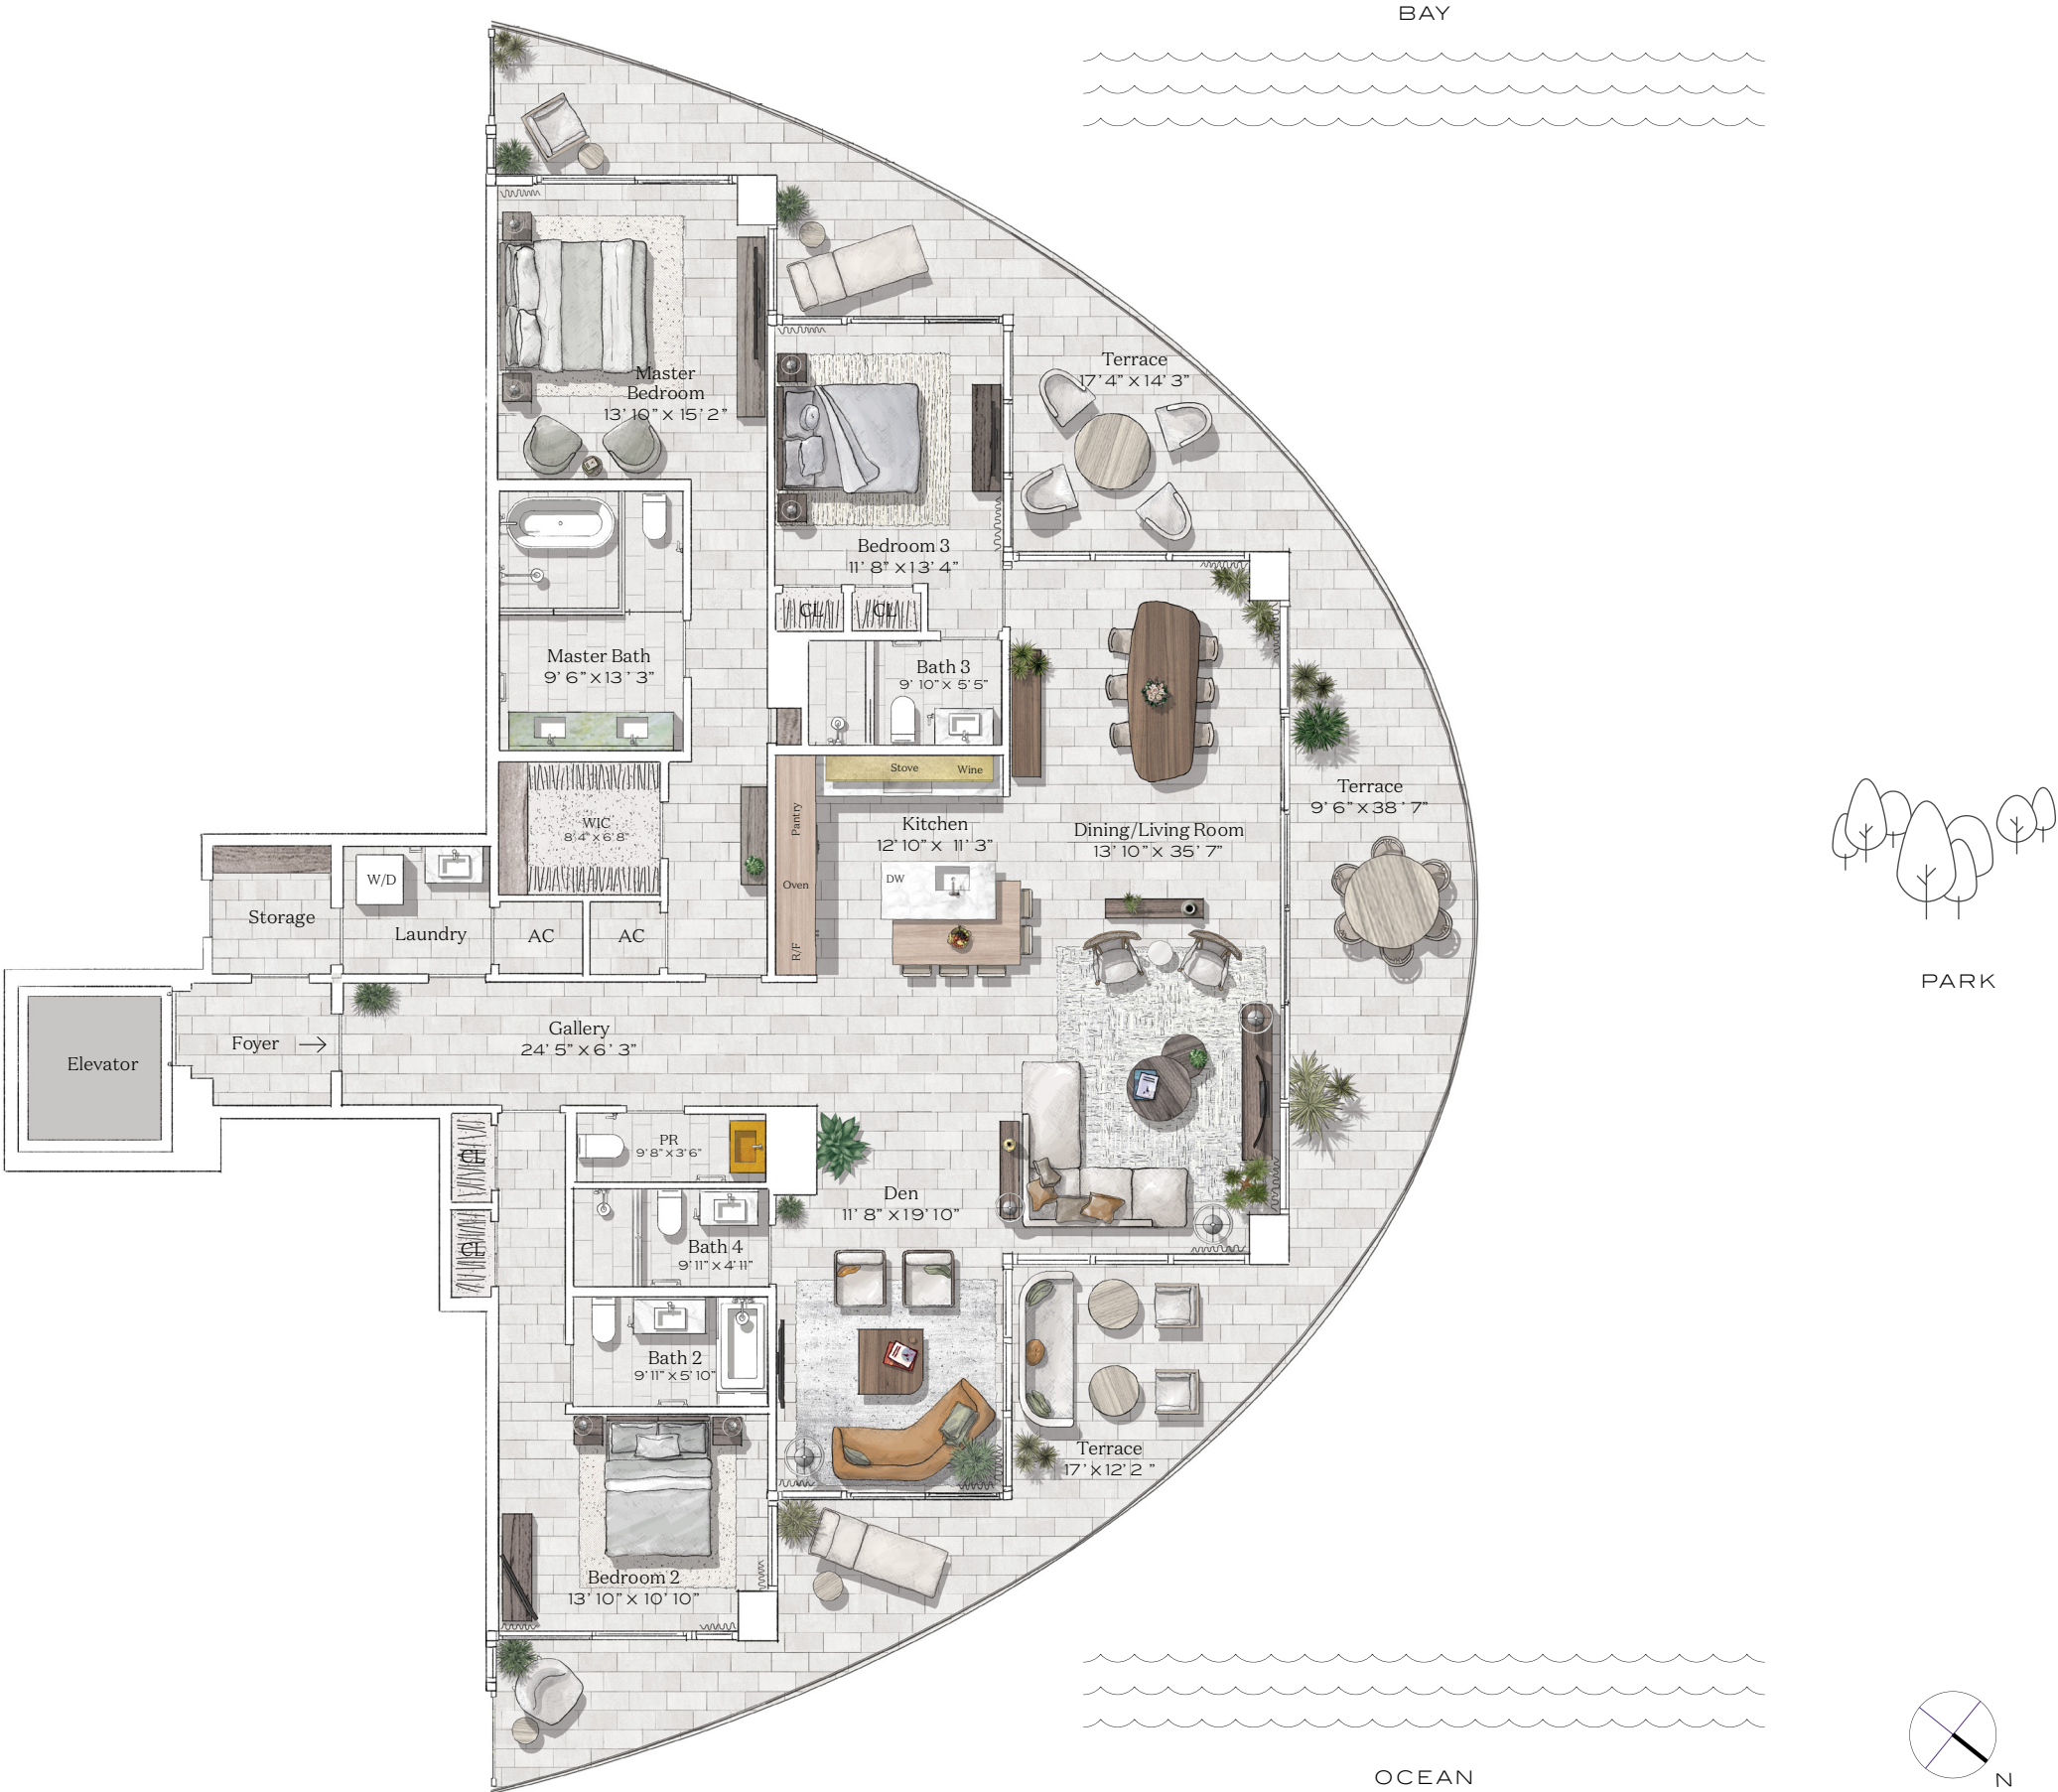 BAY
Terrace
17' 4" X 14' 3"
Master
Bedroom
13' 10" X 15' 2"
Bedroom 3
11' 8" X 13' 4"
CL
CL
Master Bath
9' 6" X 13' 3"
Bath 3
9' 10" X 5' 5"
Stove
Wine
Pantry
Oven
R/F
Kitchen
12' 10" X 11' 3"
DW
Dining/Living Room
13' 10" X 35' 7"
Terrace
9' 6" X 38' 7"
WIC
8' 4" X 6' 8"
W/D
Storage
Laundry
AC
AC
PARK
Elevator
Foyer
Gallery
24' 5" X 6' 3"
CL
CL
PR
9' 8" X 3' 6"
Den
11' 8" X 19' 10"
Bath 4
9' 11" X 4' 11"
Bath 2
9' 11" X 5' 10"
Terrace
17' X 12' 2"
Bedroom 2
13' 10" X 10' 10"
OCEAN
N